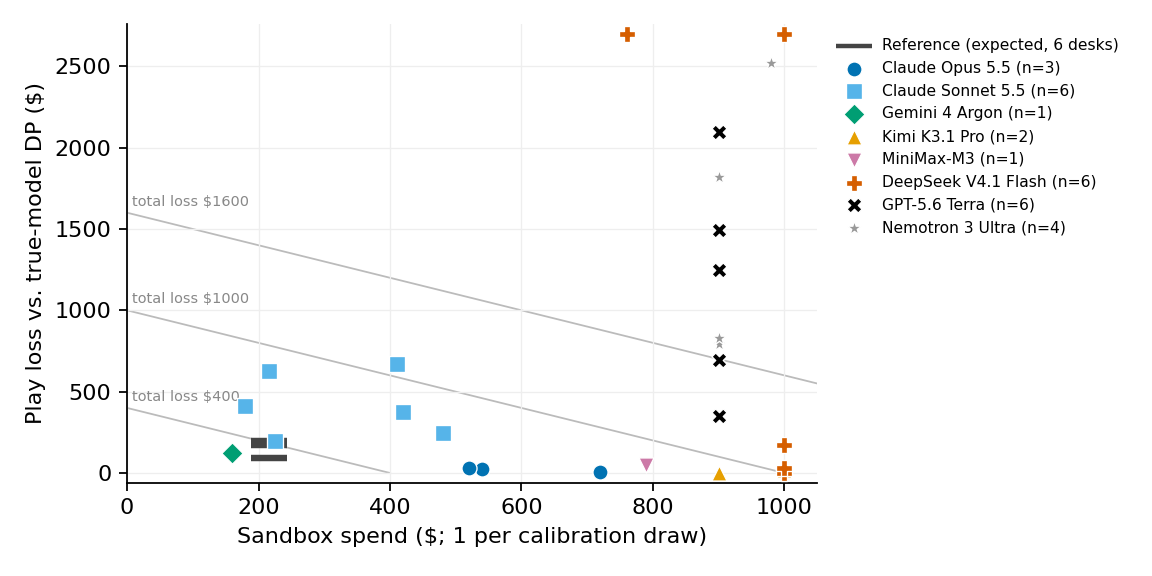 Play loss vs. true-model DP ($)
2500
2000
1500
1000
500
0
total loss $1600
total loss $1000
total loss $400
0
200
400
600
800
1000
Sandbox spend ($; 1 per calibration draw)
Reference (expected, 6 desks)
Claude Opus 5.5 (n=3)
Claude Sonnet 5.5 (n=6)
Gemini 4 Argon (n=1)
Kimi K3.1 Pro (n=2)
MiniMax-M3 (n=1)
DeepSeek V4.1 Flash (n=6)
GPT-5.6 Terra (n=6)
Nemotron 3 Ultra (n=4)